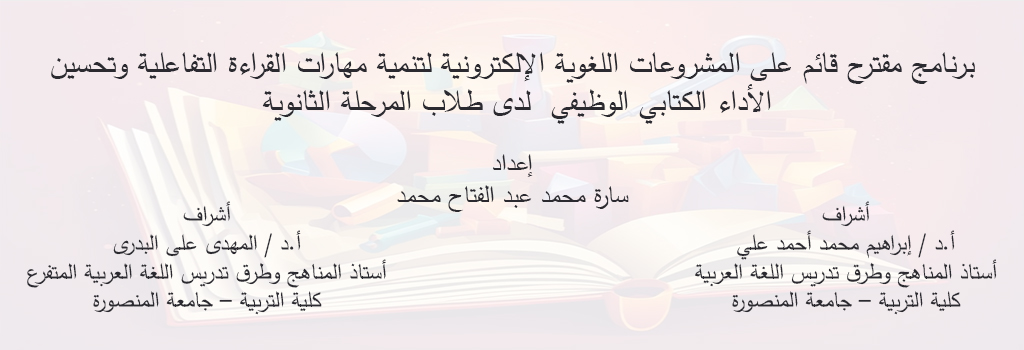 برنامج مقترح قائم على المشروعات اللغوية الإلكترونية لتنمية مهارات القراءة التفاعلية وتحسين
الأداء الكتابي الوظيفي لدى طلاب المرحلة الثانوية
إعداد
سارة محمد عبد الفتاح محمد
أشراف
أ.د / إبراهيم محمد أحمد علي
أستاذ المناهج وطرق تدريس اللغة العربية
كلية التربية – جامعة المنصورة
أشراف
أ.د / المهدى على البدرى
أستاذ المناهج وطرق تدريس اللغة العربية المتفرع
كلية التربية – جامعة المنصورة